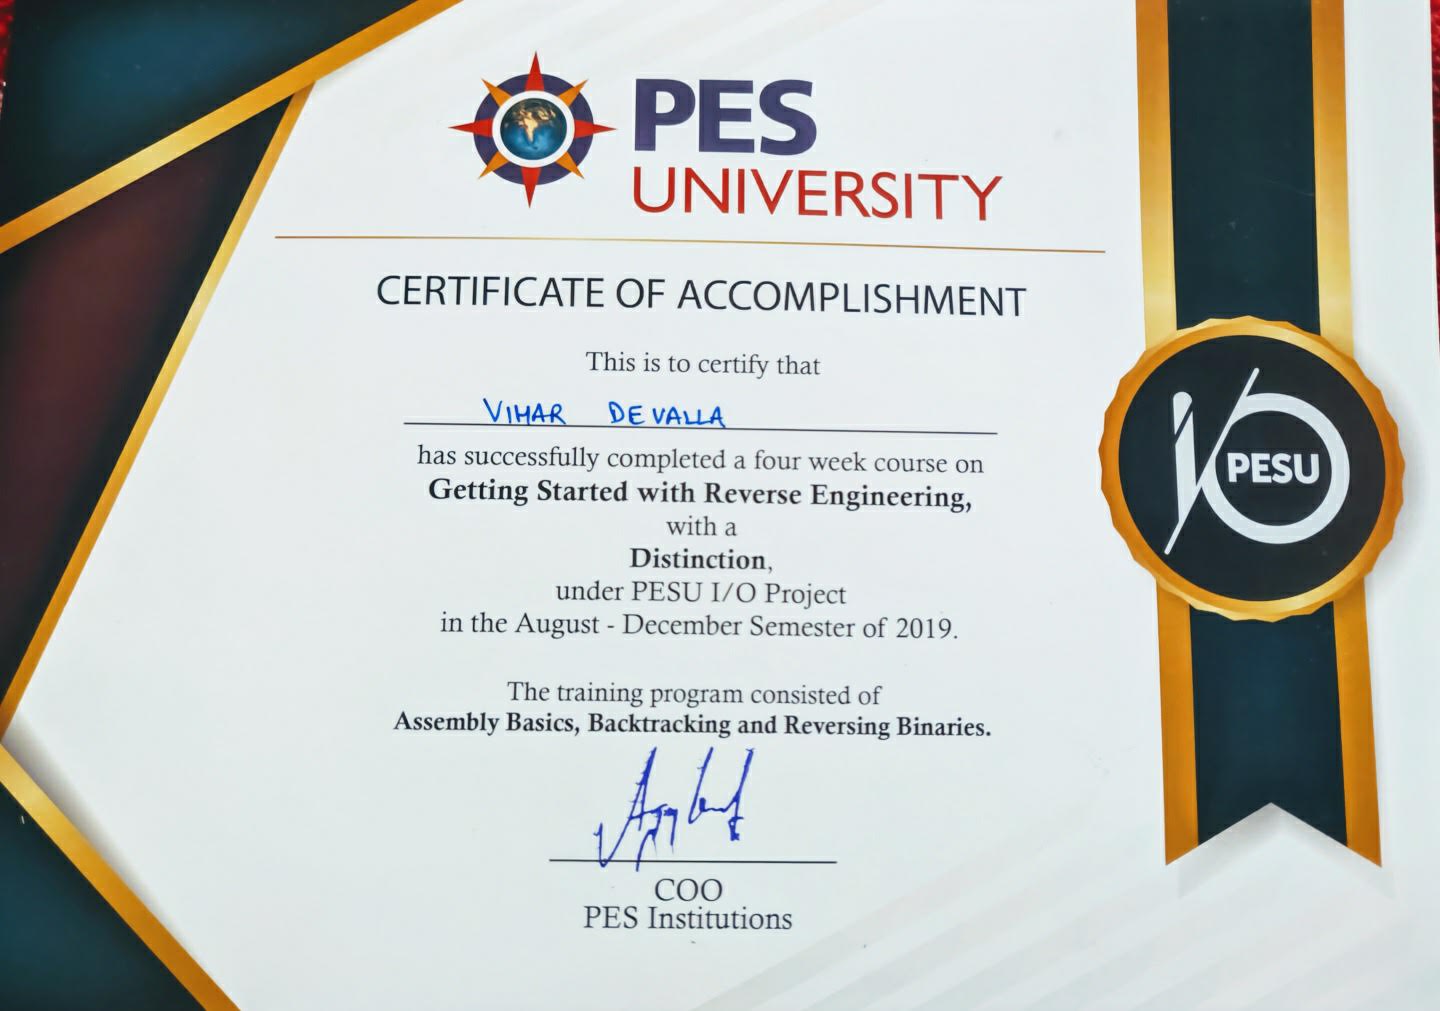 PES
UNIVERSITY
CERTIFICATE OF ACCOMPLISHMENT
This is to certify that
VIHAR DEVALLA
has successfully completed a four week course on
Getting Started with Reverse Engineering,
with a
Distinction,
under PESU I/O Project
in the August - December Semester of 2019.
The training program consisted of
Assembly Basics, Backtracking and Reversing Binaries.
COO
PES Institutions
I/O
PESU